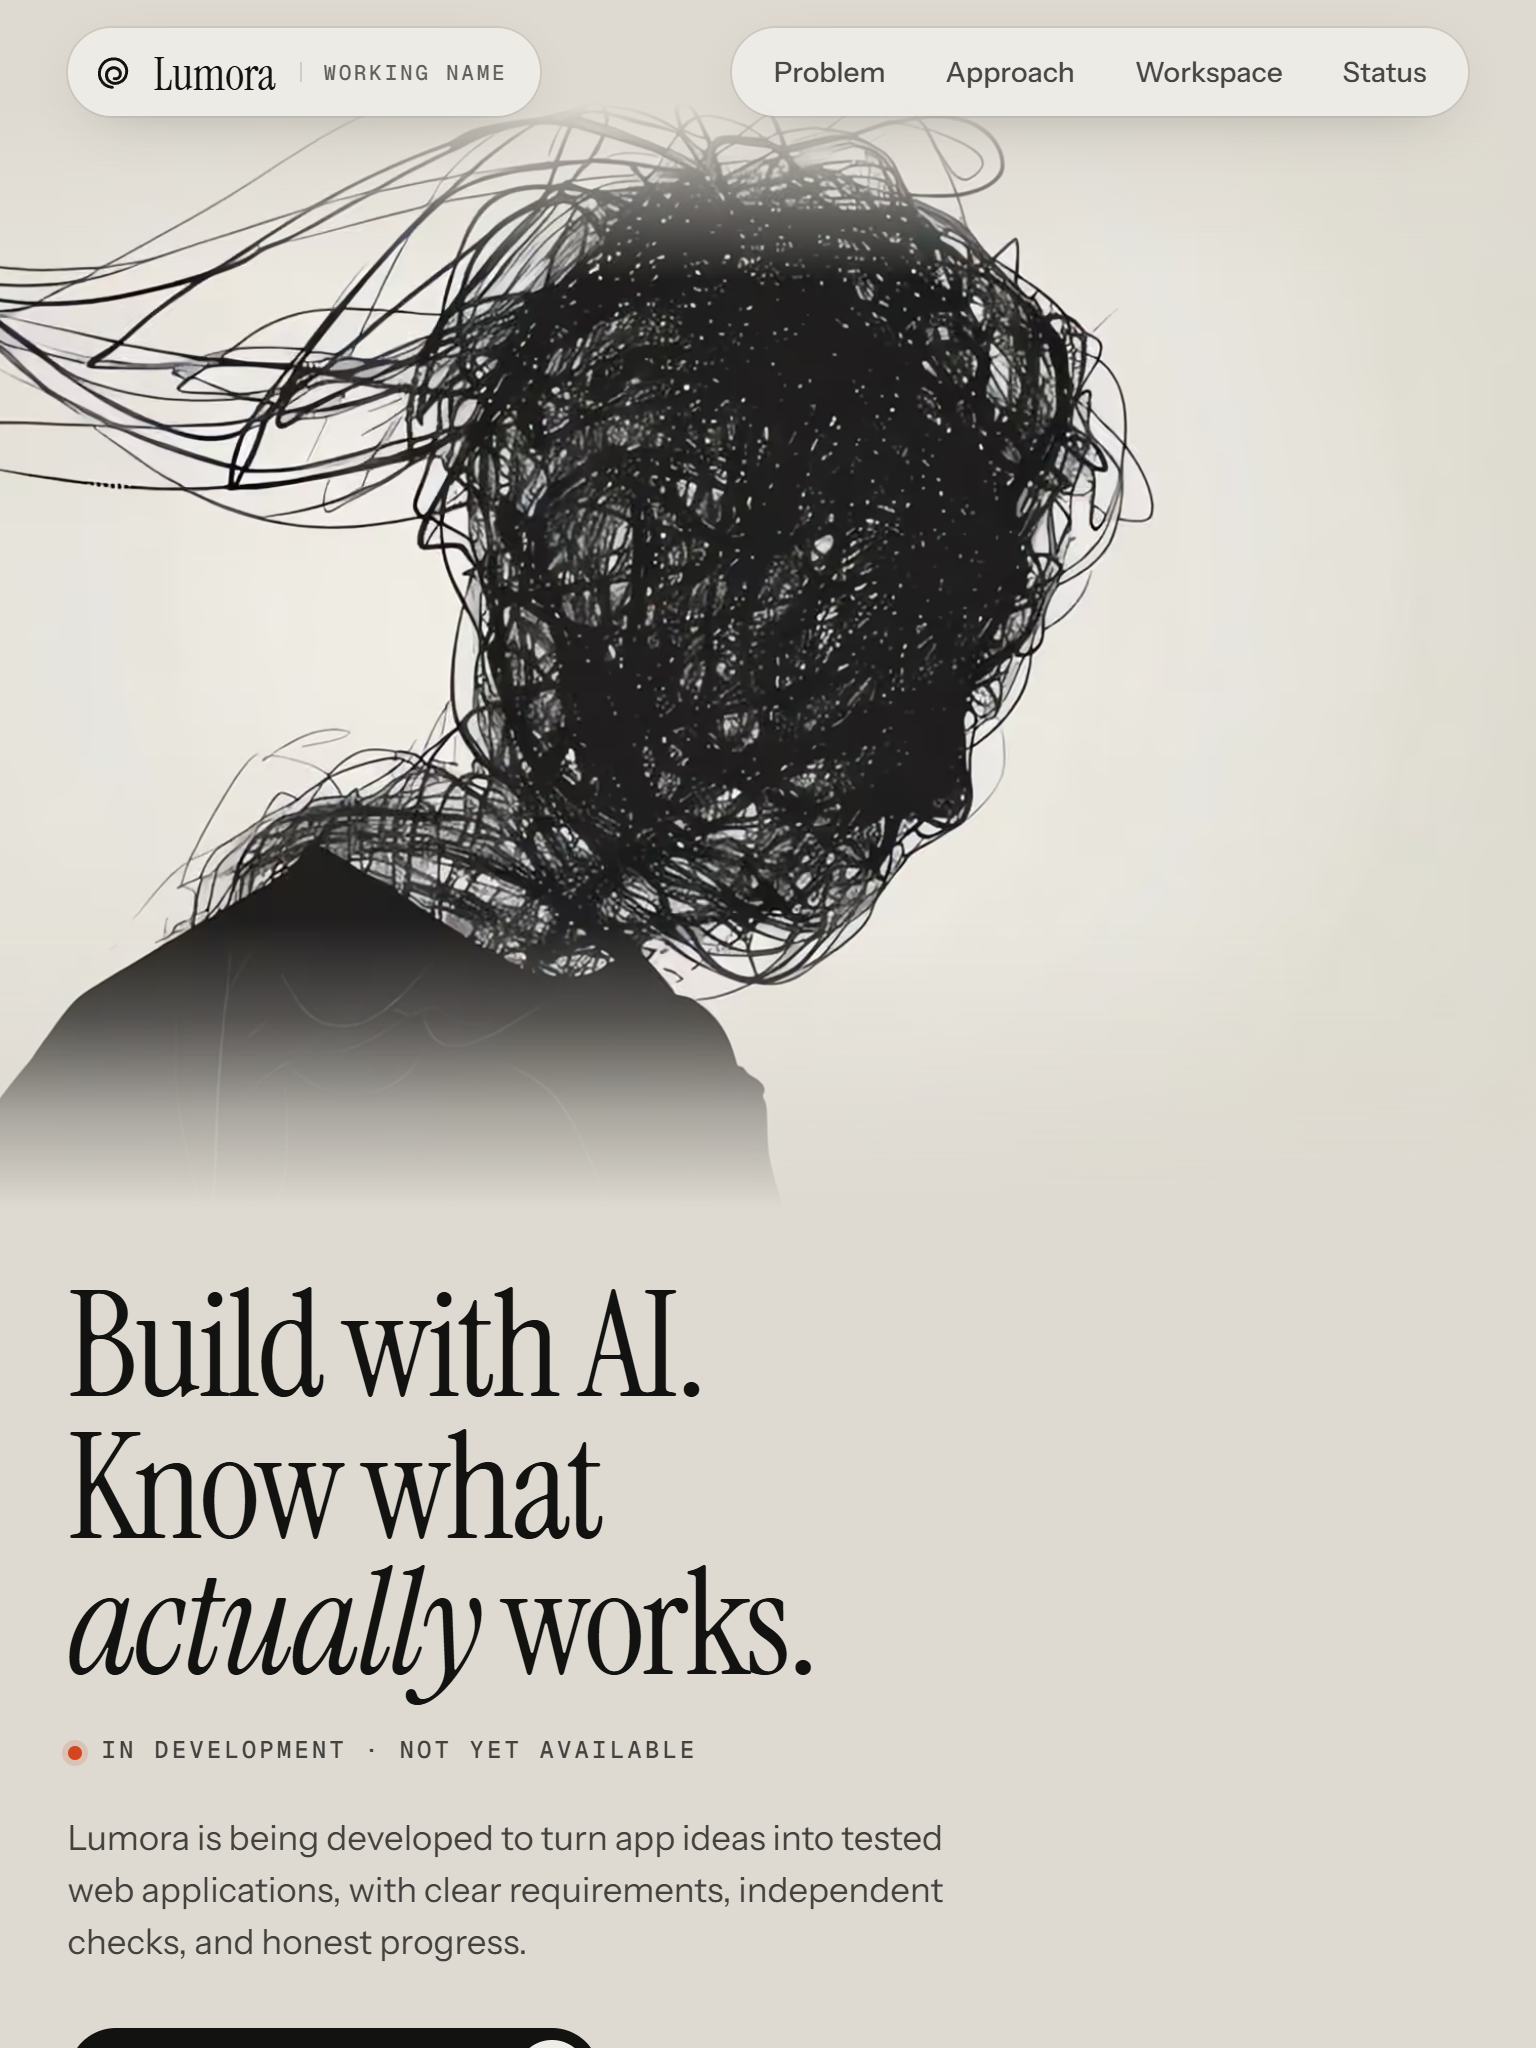 Lumora
WORKING NAME
Problem
Approach
Workspace
Status
Build with AI.
Know what
actually works.
IN DEVELOPMENT · NOT YET AVAILABLE
Lumora is being developed to turn app ideas into tested
web applications, with clear requirements, independent
checks, and honest progress.